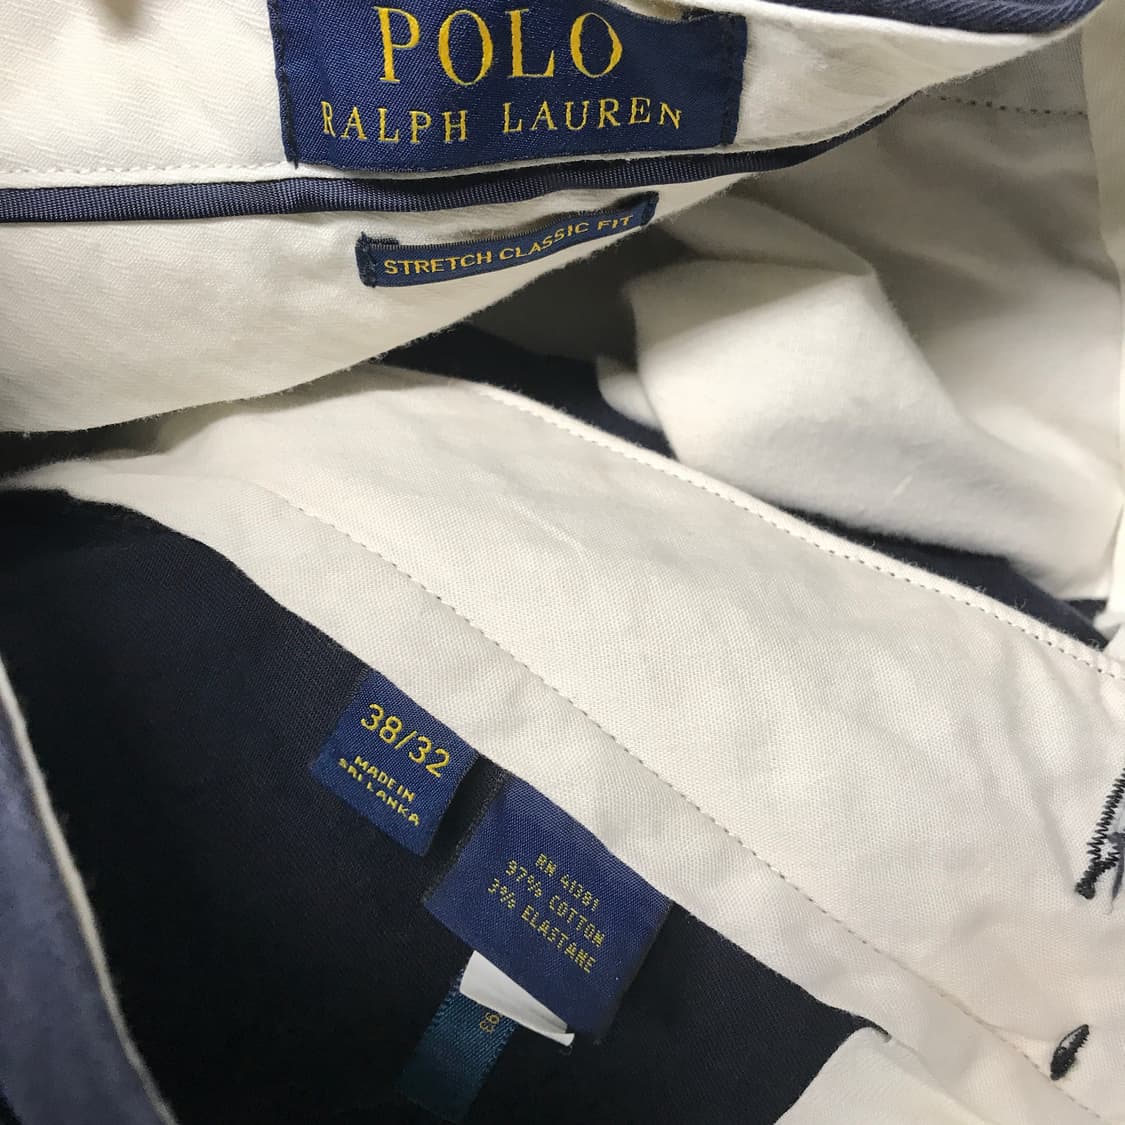 POLO
RALPH LAUREN
STRETCH CLASSIC FIT
38/32
MADE IN
SRI LANKA
RN 41381
97% COTTON
3% ELASTANE